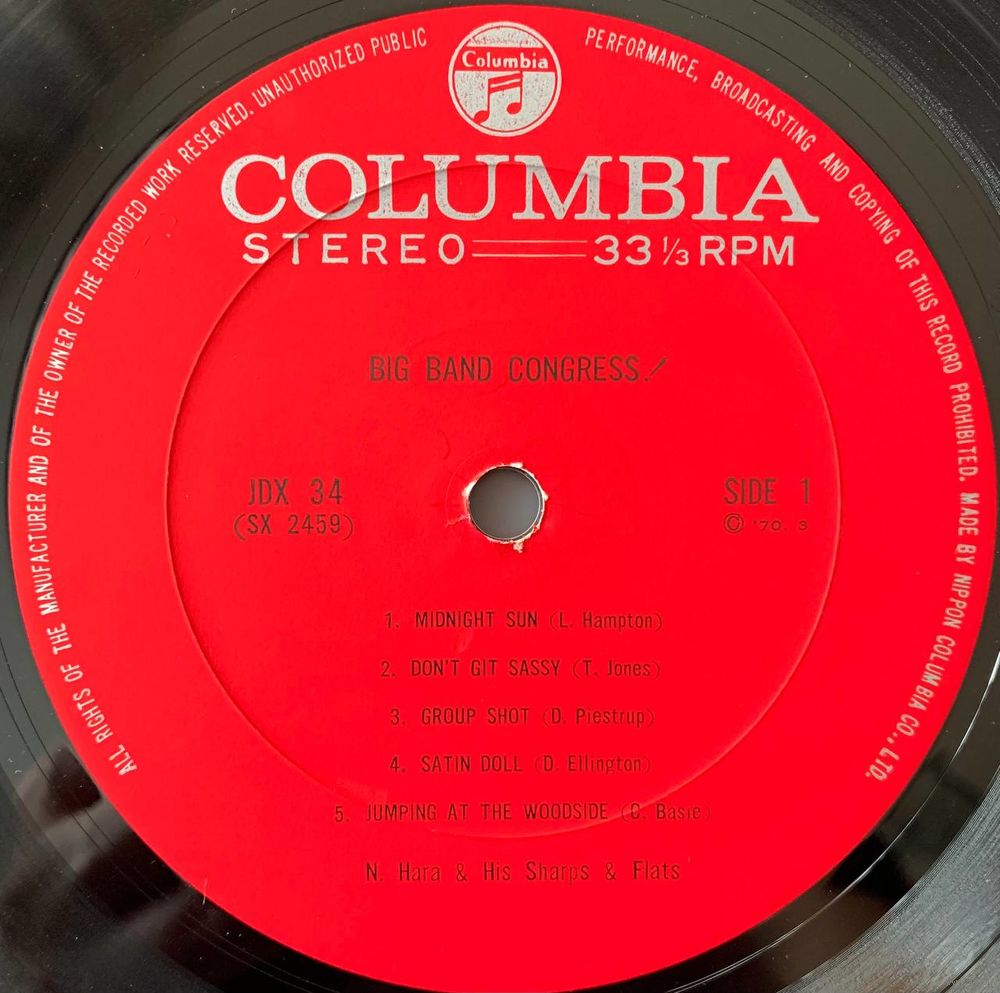 ALL RIGHTS OF THE MANUFACTURER AND OF THE OWNER OF THE RECORDED WORK RESERVED. UNAUTHORIZED PUBLIC PERFORMANCE, BROADCASTING AND COPYING OF THIS RECORD PROHIBITED. MADE BY NIPPON COLUMBIA CO., LTD.
Columbia
COLUMBIA
STEREO 33 1/3 RPM
BIG BAND CONGRESS!
JDX 34 SIDE 1
(SX 2459) © '70. 3
1. MIDNIGHT SUN (L. Hampton)
2. DON'T GIT SASSY (T. Jones)
3. GROUP SHOT (D. Piestrup)
4. SATIN DOLL (D. Ellington)
5. JUMPING AT THE WOODSIDE (C. Basie)
N. Hara & His Sharps & Flats